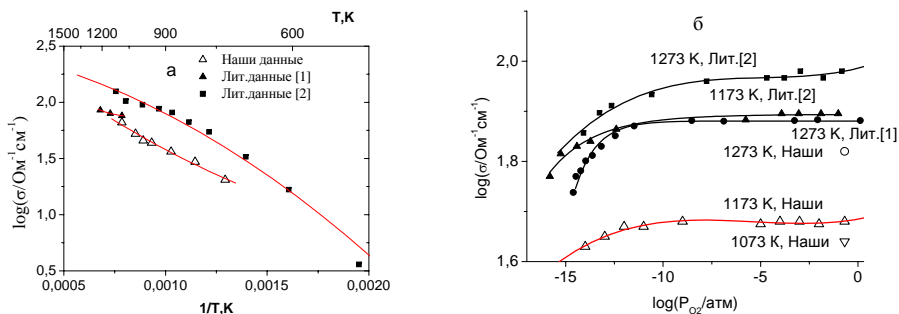 T,K
1500 1200 900 600
2,5
2,0
1,5
1,0
0,5
log(σ/Ом⁻¹см⁻¹)
а
Наши данные
Лит.данные [1]
Лит.данные [2]
0,0005 0,0010 0,0015 0,0020
1/T,K
б
2,0
1,8
1,6
log(σ/Ом⁻¹см⁻¹)
1273 K, Лит.[2]
1173 K, Лит.[2]
1273 K, Лит.[1]
1273 K, Наши
1173 K, Наши
1073 K, Наши
-15 -10 -5 0
log(P_O2/атм)